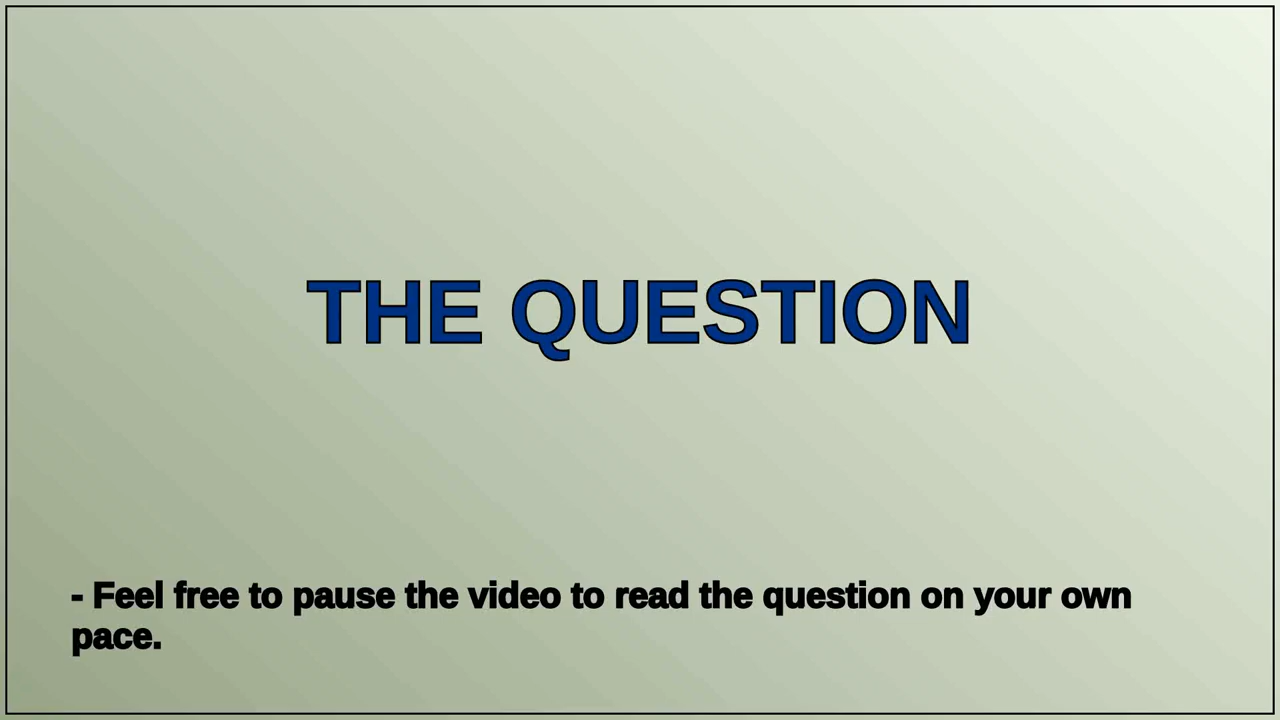 THE QUESTION
- Feel free to pause the video to read the question on your own
pace.